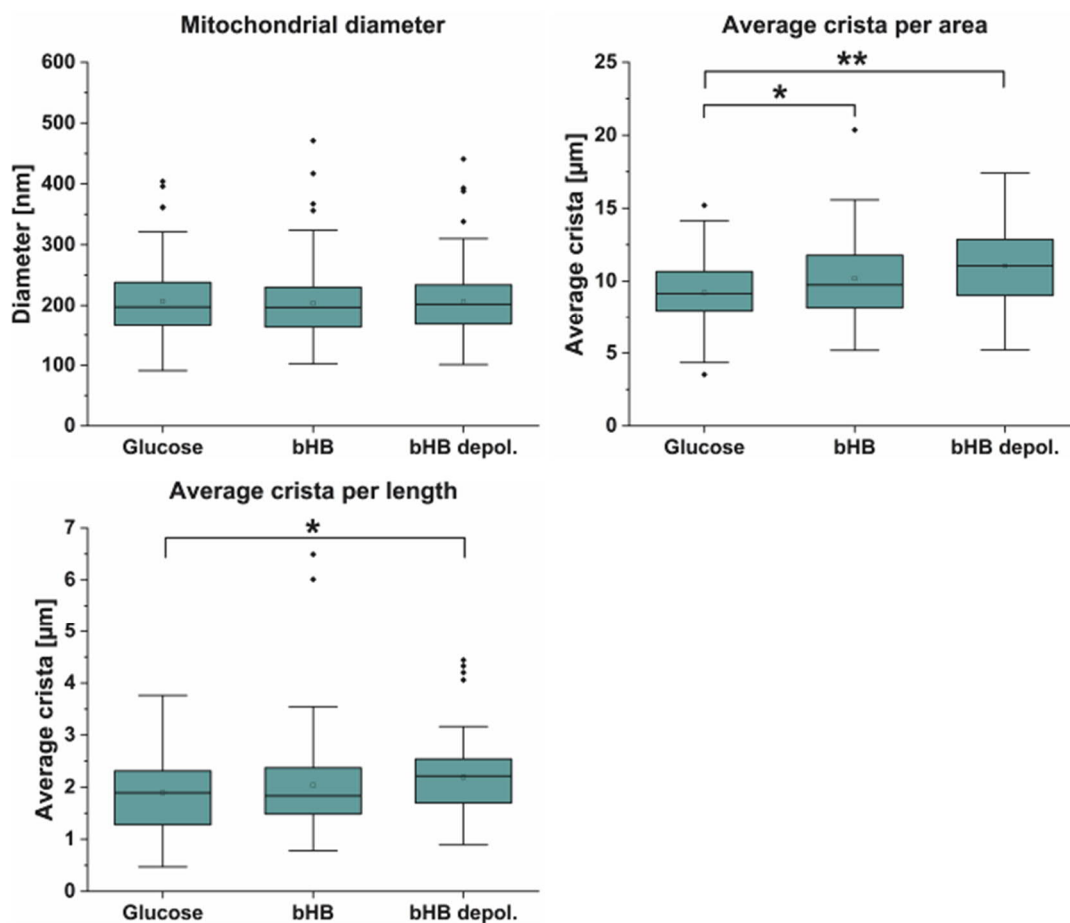 Mitochondrial diameter
600
500
400
300
200
100
0
Diameter [nm]
Glucose
bHB
bHB depol.
Average crista per area
25
20
15
10
5
0
Average crista [µm]
**
*
Glucose
bHB
bHB depol.
Average crista per length
7
6
5
4
3
2
1
0
Average crista [µm]
*
Glucose
bHB
bHB depol.